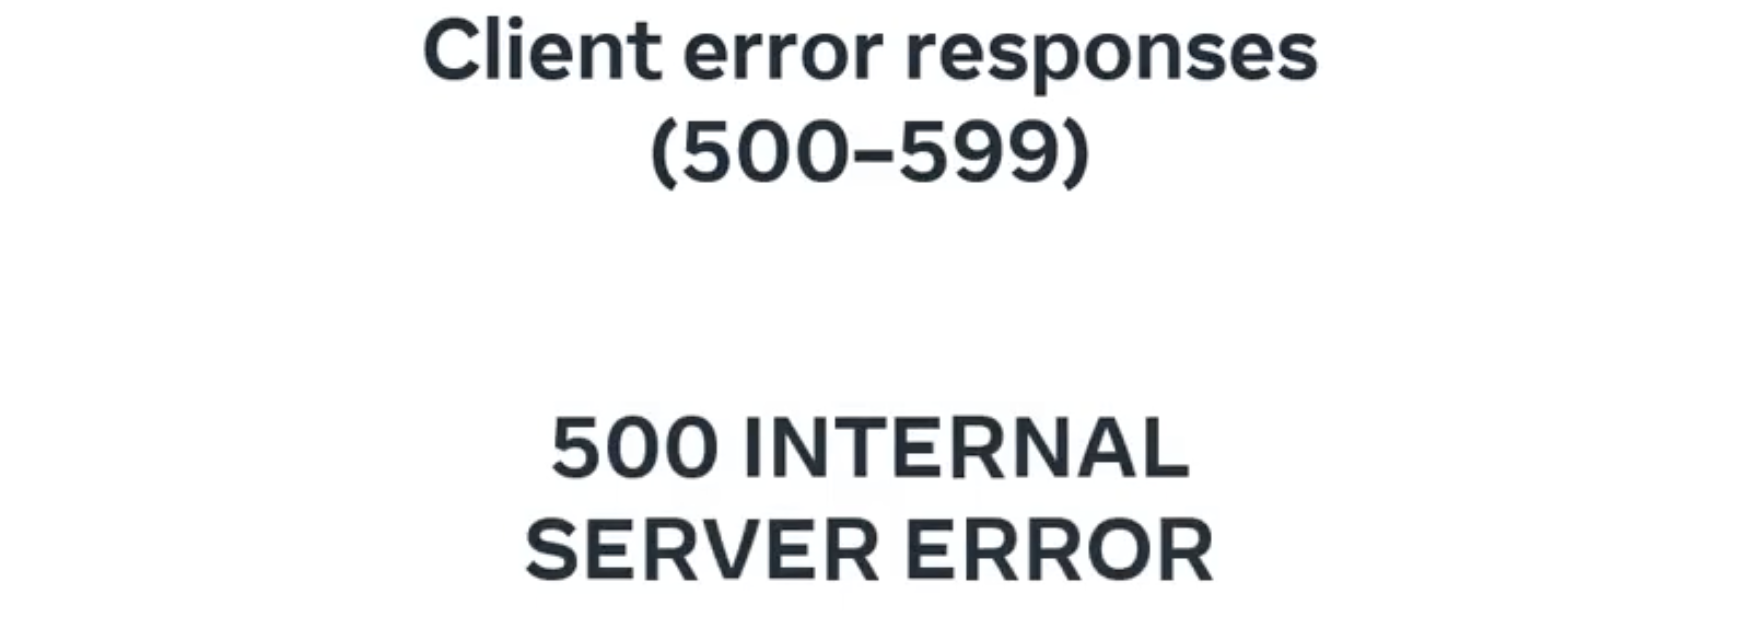 Client error responses
(500–599)
500 INTERNAL
SERVER ERROR